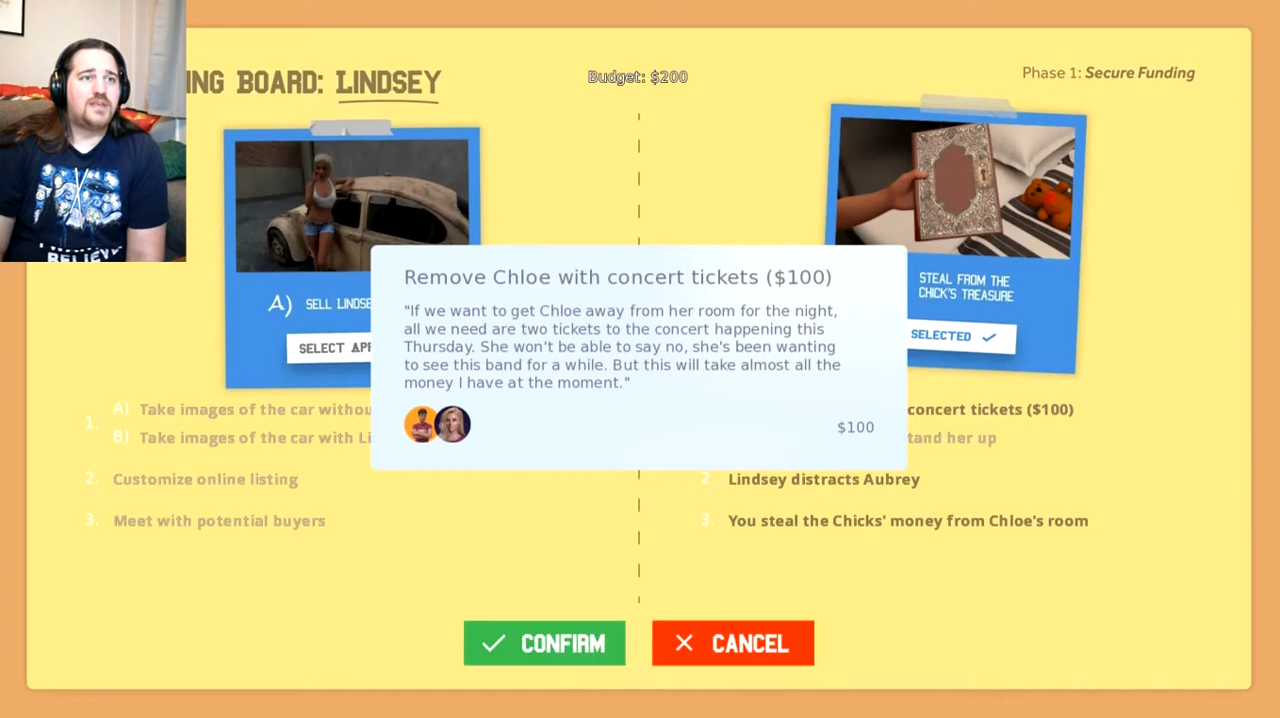 NG BOARD: LINDSEY
Budget: $200
Phase 1: Secure Funding
A) SELL LINDSE
SELECT APP
STEAL FROM THE
CHICK'S TREASURE
SELECTED
Remove Chloe with concert tickets ($100)
"If we want to get Chloe away from her room for the night,
all we need are two tickets to the concert happening this
Thursday. She won't be able to say no, she's been wanting
to see this band for a while. But this will take almost all the
money I have at the moment."
$100
1.
A) Take images of the car withou
B) Take images of the car with Li
2. Customize online listing
3. Meet with potential buyers
concert tickets ($100)
tand her up
2. Lindsey distracts Aubrey
3. You steal the Chicks' money from Chloe's room
CONFIRM
CANCEL
BELIEVE